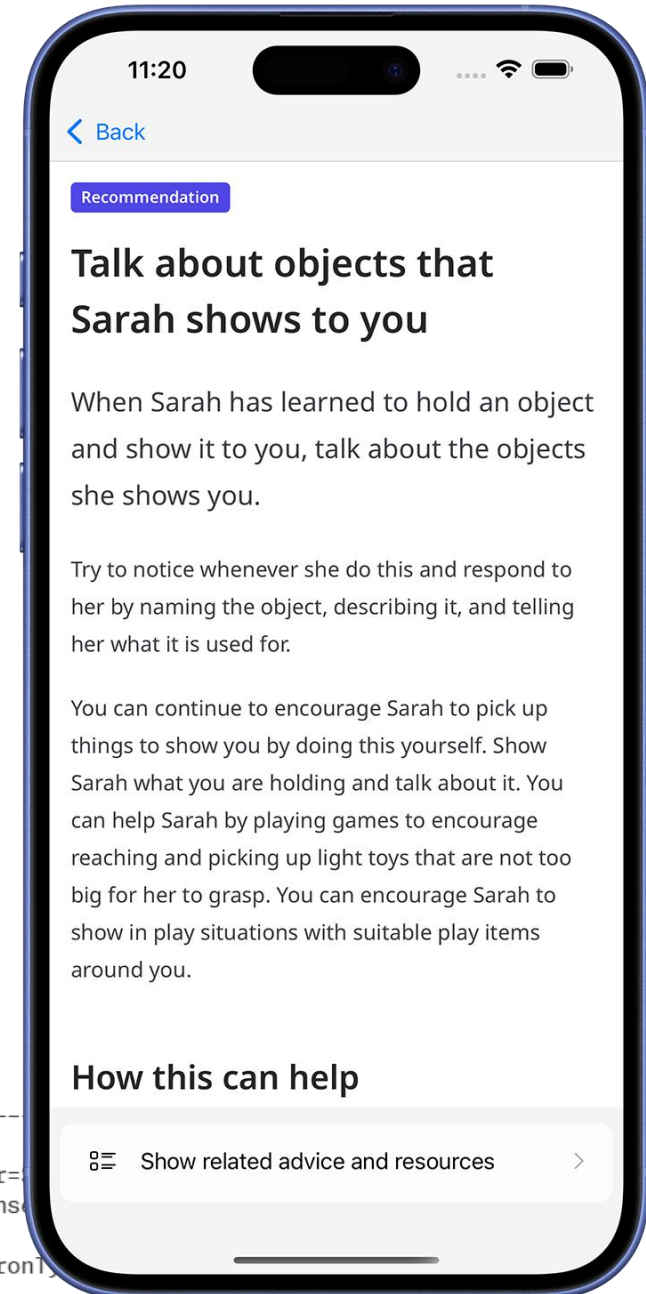 11:20
Back
Recommendation
Talk about objects that
Sarah shows to you
When Sarah has learned to hold an object
and show it to you, talk about the objects
she shows you.
Try to notice whenever she do this and respond to
her by naming the object, describing it, and telling
her what it is used for.
You can continue to encourage Sarah to pick up
things to show you by doing this yourself. Show
Sarah what you are holding and talk about it. You
can help Sarah by playing games to encourage
reaching and picking up light toys that are not too
big for her to grasp. You can encourage Sarah to
show in play situations with suitable play items
around you.
How this can help
Show related advice and resources